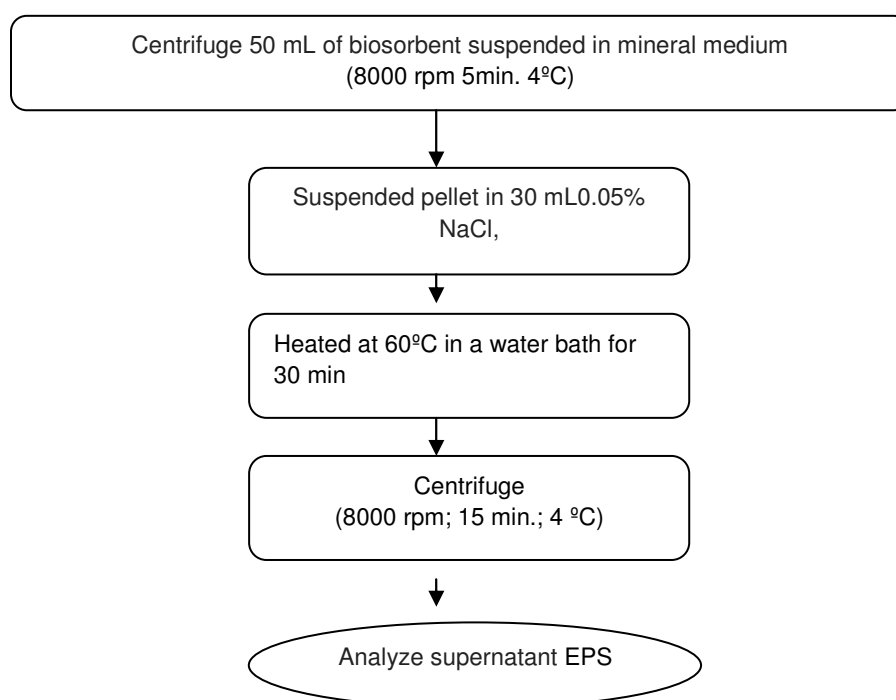 Centrifuge 50 mL of biosorbent suspended in mineral medium
(8000 rpm 5min. 4ºC)
Suspended pellet in 30 mL0.05%
NaCl,
Heated at 60ºC in a water bath for
30 min
Centrifuge
(8000 rpm; 15 min.; 4 ºC)
Analyze supernatant EPS